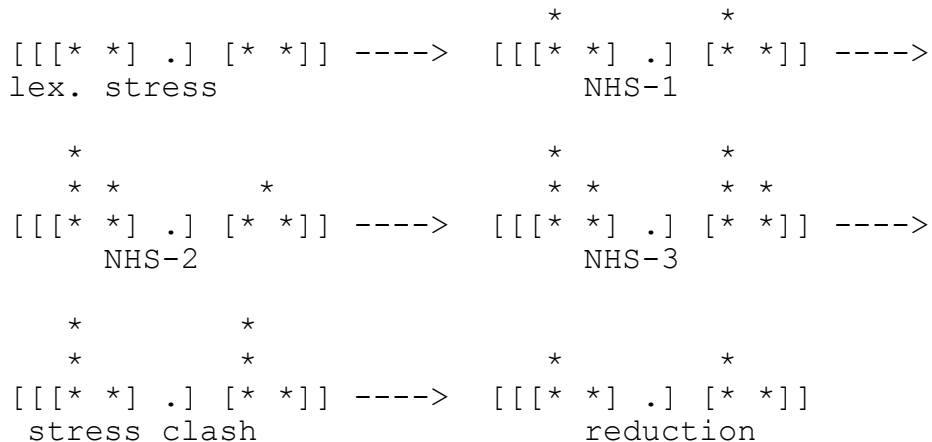 * *
[[[* *] .] [* *]] ----> [[[* *] .] [* *]] ---->
lex. stress NHS-1
* * *
* * * * * * *
[[[* *] .] [* *]] ----> [[[* *] .] [* *]] ---->
NHS-2 NHS-3
* *
* * * *
[[[* *] .] [* *]] ----> [[[* *] .] [* *]]
stress clash reduction